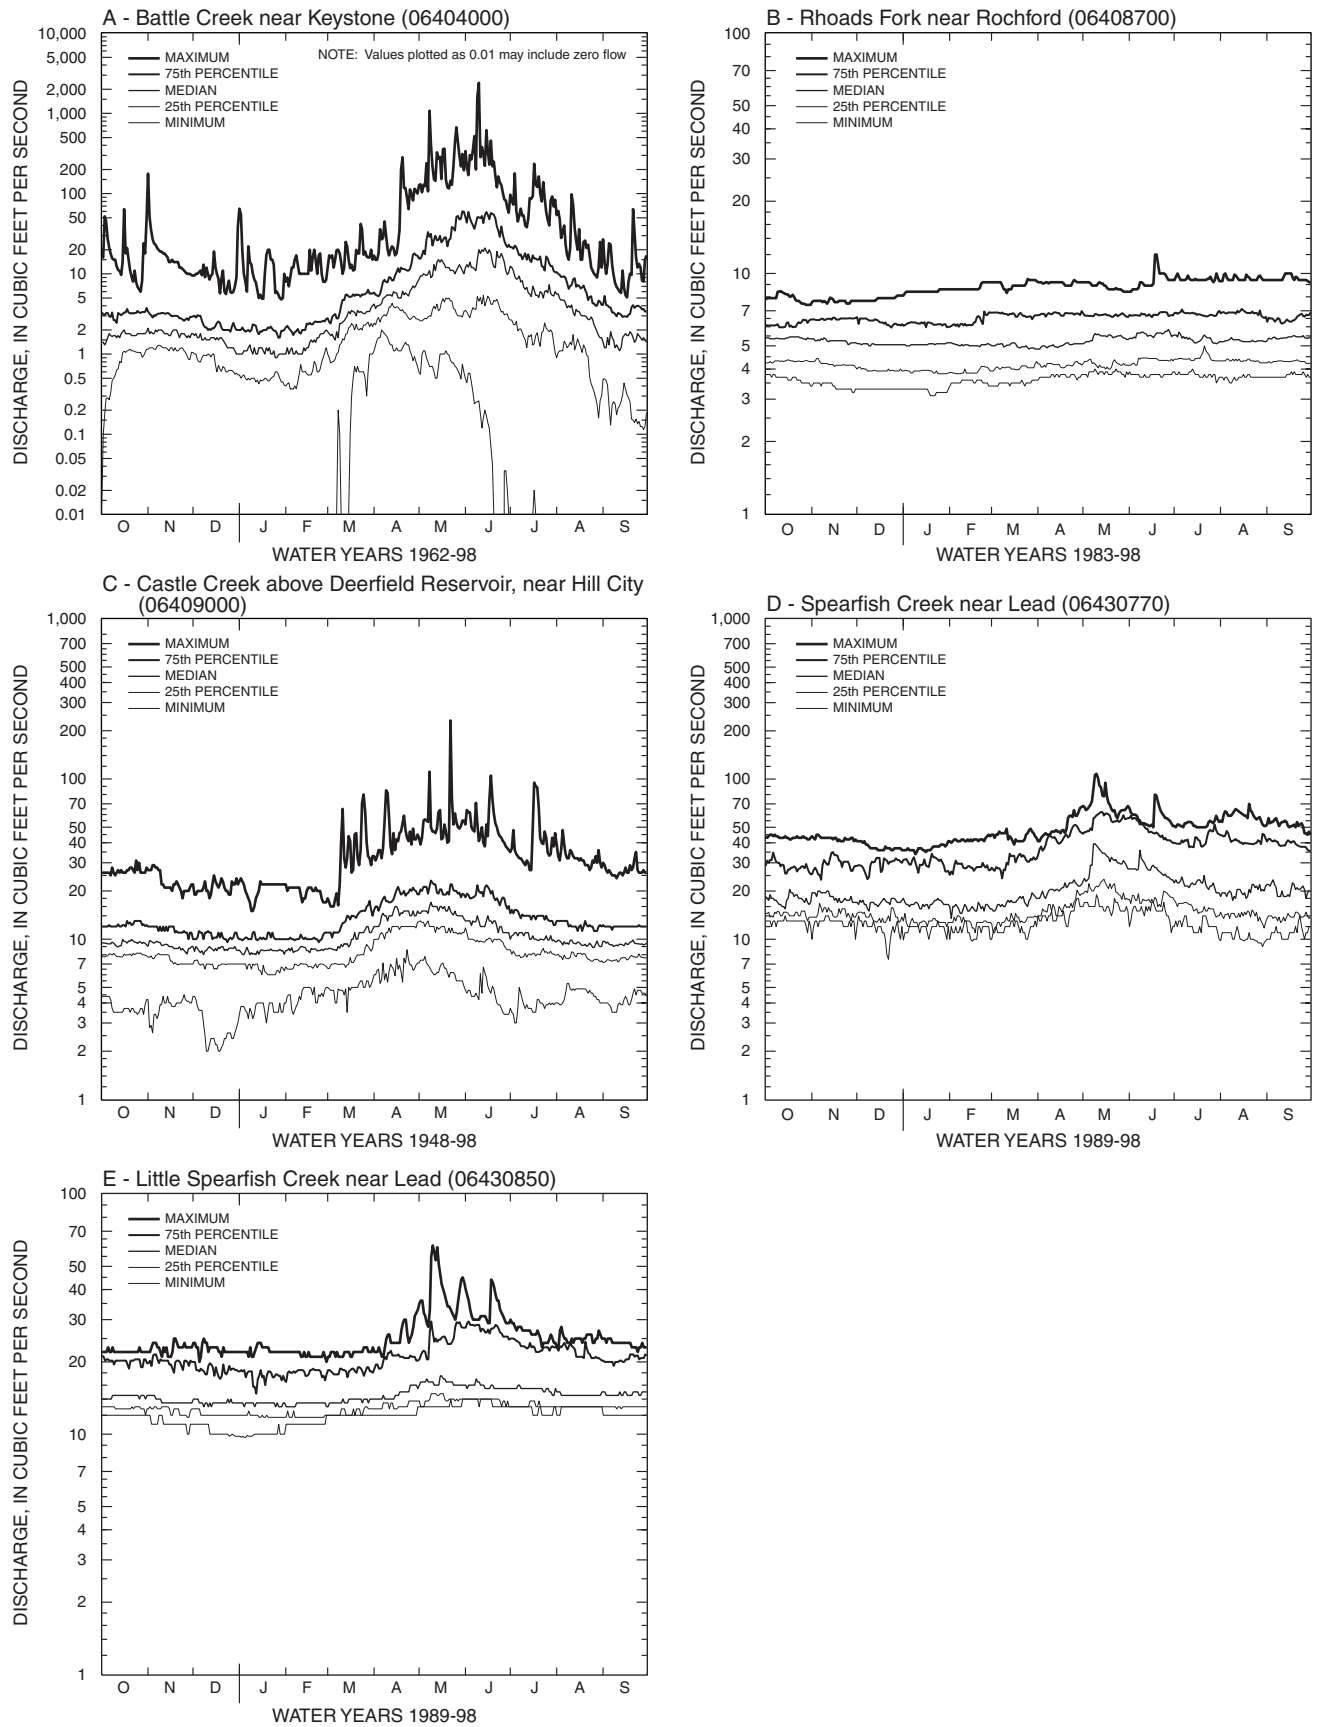 A - Battle Creek near Keystone (06404000)
10,000
5,000
2,000
1,000
500
200
100
50
20
10
5
2
1
0.5
0.2
0.1
0.05
0.02
0.01
DISCHARGE, IN CUBIC FEET PER SECOND
MAXIMUM
75th PERCENTILE
MEDIAN
25th PERCENTILE
MINIMUM
NOTE: Values plotted as 0.01 may include zero flow
O N D J F M A M J J A S
WATER YEARS 1962-98
B - Rhoads Fork near Rochford (06408700)
100
70
50
40
30
20
10
7
5
4
3
2
1
DISCHARGE, IN CUBIC FEET PER SECOND
MAXIMUM
75th PERCENTILE
MEDIAN
25th PERCENTILE
MINIMUM
O N D J F M A M J J A S
WATER YEARS 1983-98
C - Castle Creek above Deerfield Reservoir, near Hill City
(06409000)
1,000
700
500
400
300
200
100
70
50
40
30
20
10
7
5
4
3
2
1
DISCHARGE, IN CUBIC FEET PER SECOND
MAXIMUM
75th PERCENTILE
MEDIAN
25th PERCENTILE
MINIMUM
O N D J F M A M J J A S
WATER YEARS 1948-98
D - Spearfish Creek near Lead (06430770)
1,000
700
500
400
300
200
100
70
50
40
30
20
10
7
5
4
3
2
1
DISCHARGE, IN CUBIC FEET PER SECOND
MAXIMUM
75th PERCENTILE
MEDIAN
25th PERCENTILE
MINIMUM
O N D J F M A M J J A S
WATER YEARS 1989-98
E - Little Spearfish Creek near Lead (06430850)
100
70
50
40
30
20
10
7
5
4
3
2
1
DISCHARGE, IN CUBIC FEET PER SECOND
MAXIMUM
75th PERCENTILE
MEDIAN
25th PERCENTILE
MINIMUM
O N D J F M A M J J A S
WATER YEARS 1989-98